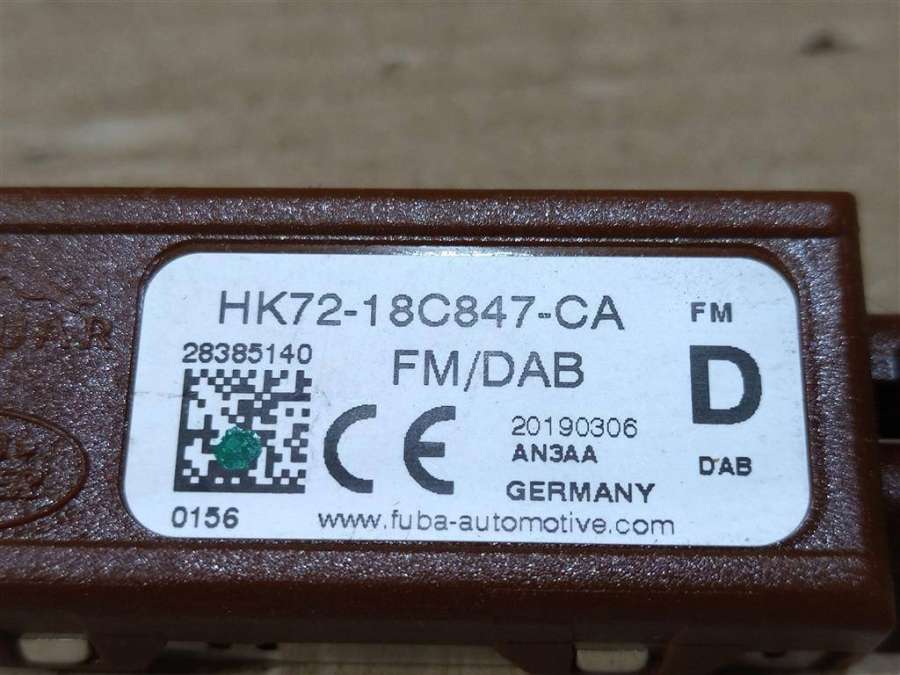 HK72-18C847-CA
FM
28385140
FM/DAB
D
20190306
AN3AA
DAB
GERMANY
0156
www.fuba-automotive.com